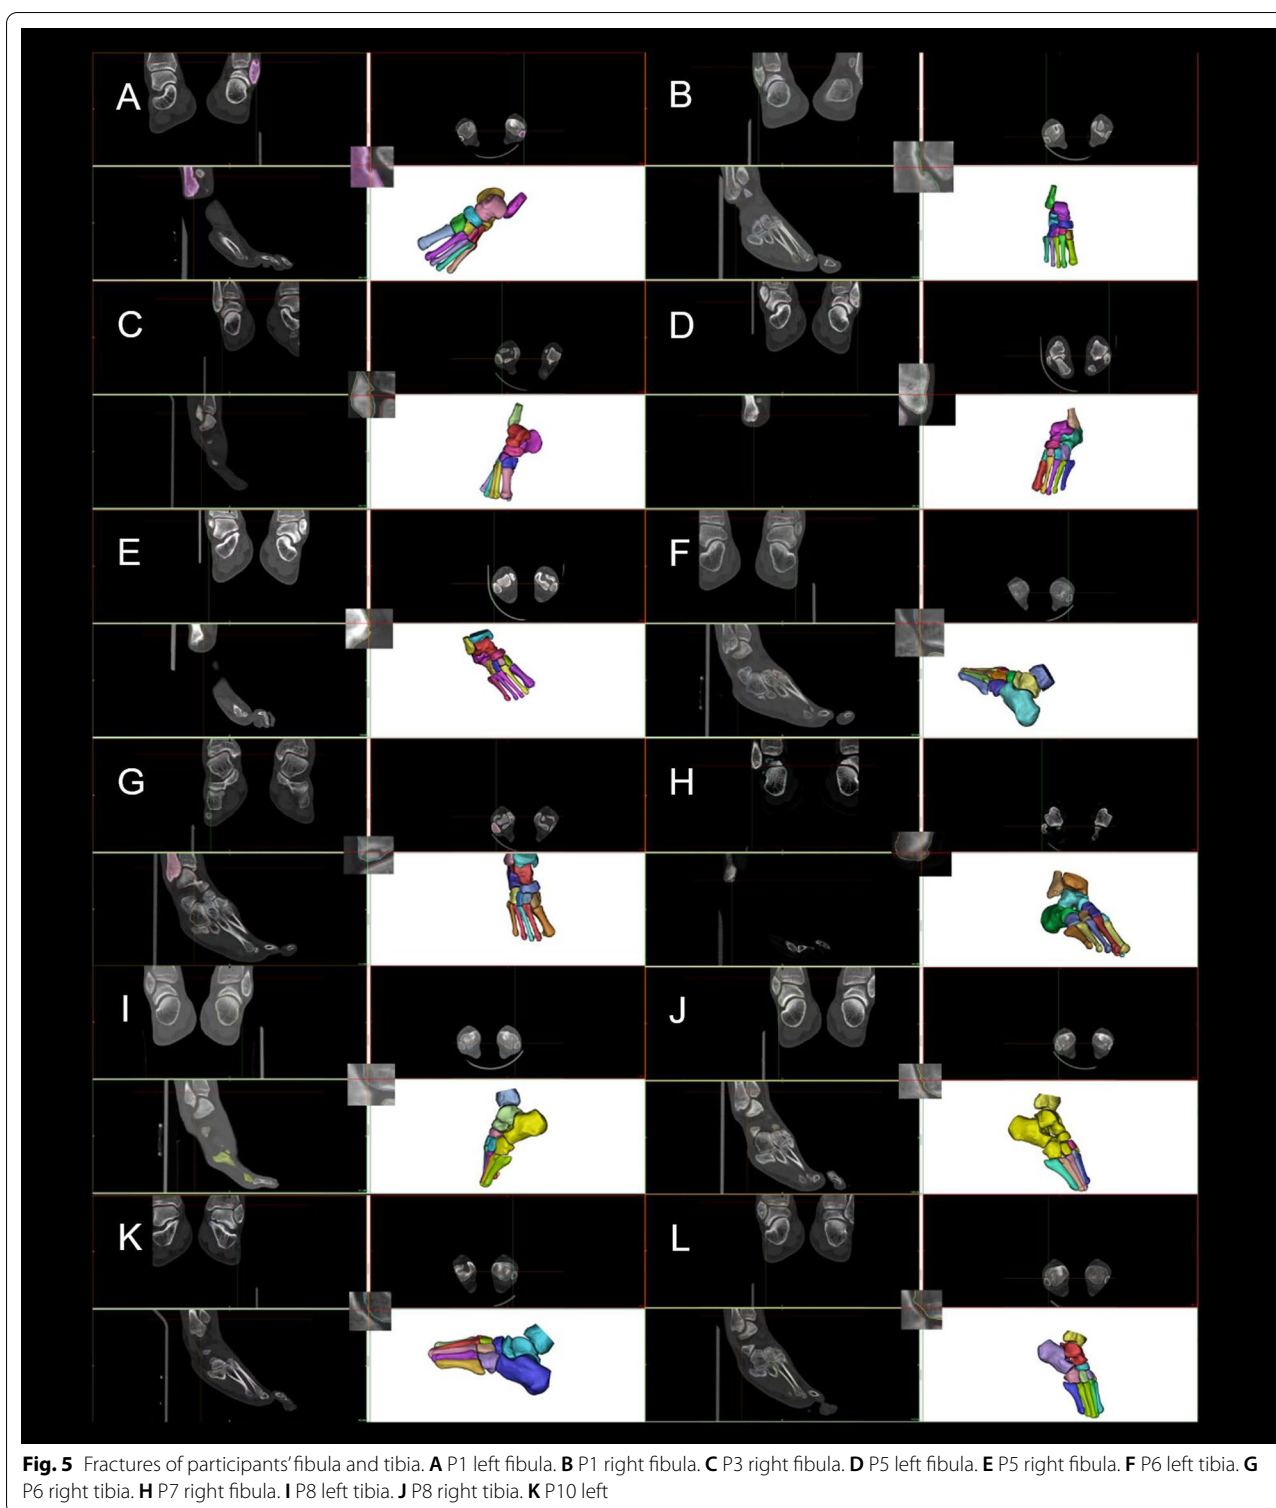 A
B
C
D
E
F
G
H
I
J
K
L
Fig. 5 Fractures of participants' fibula and tibia. A P1 left fibula. B P1 right fibula. C P3 right fibula. D P5 left fibula. E P5 right fibula. F P6 left tibia. G
P6 right tibia. H P7 right fibula. I P8 left tibia. J P8 right tibia. K P10 left